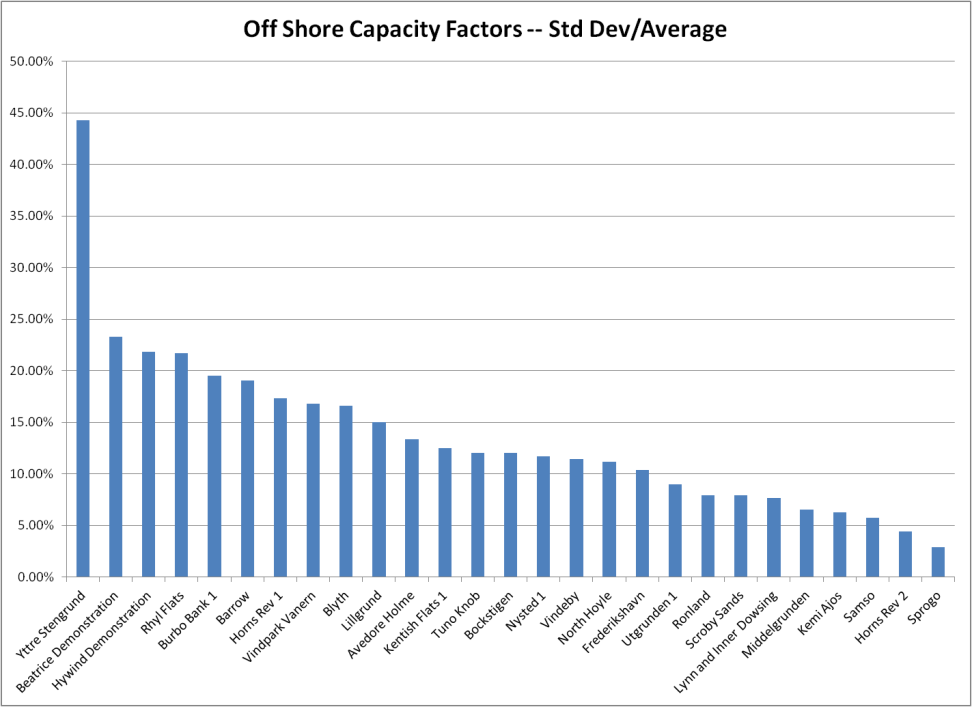 Off Shore Capacity Factors -- Std Dev/Average
50.00%
45.00%
40.00%
35.00%
30.00%
25.00%
20.00%
15.00%
10.00%
5.00%
0.00%
Yttre Stengrund
Beatrice Demonstration
Hywind Demonstration
Rhyl Flats
Burbo Bank 1
Barrow
Horns Rev 1
Vindpark Vanern
Blyth
Lillgrund
Avedore Holme
Kentish Flats 1
Tuno Knob
Bockstigen
Nysted 1
Vindeby
North Hoyle
Frederikshavn
Utgrunden 1
Ronland
Scroby Sands
Lynn and Inner Dowsing
Middelgrunden
Kemi Ajos
Samso
Horns Rev 2
Sprogo